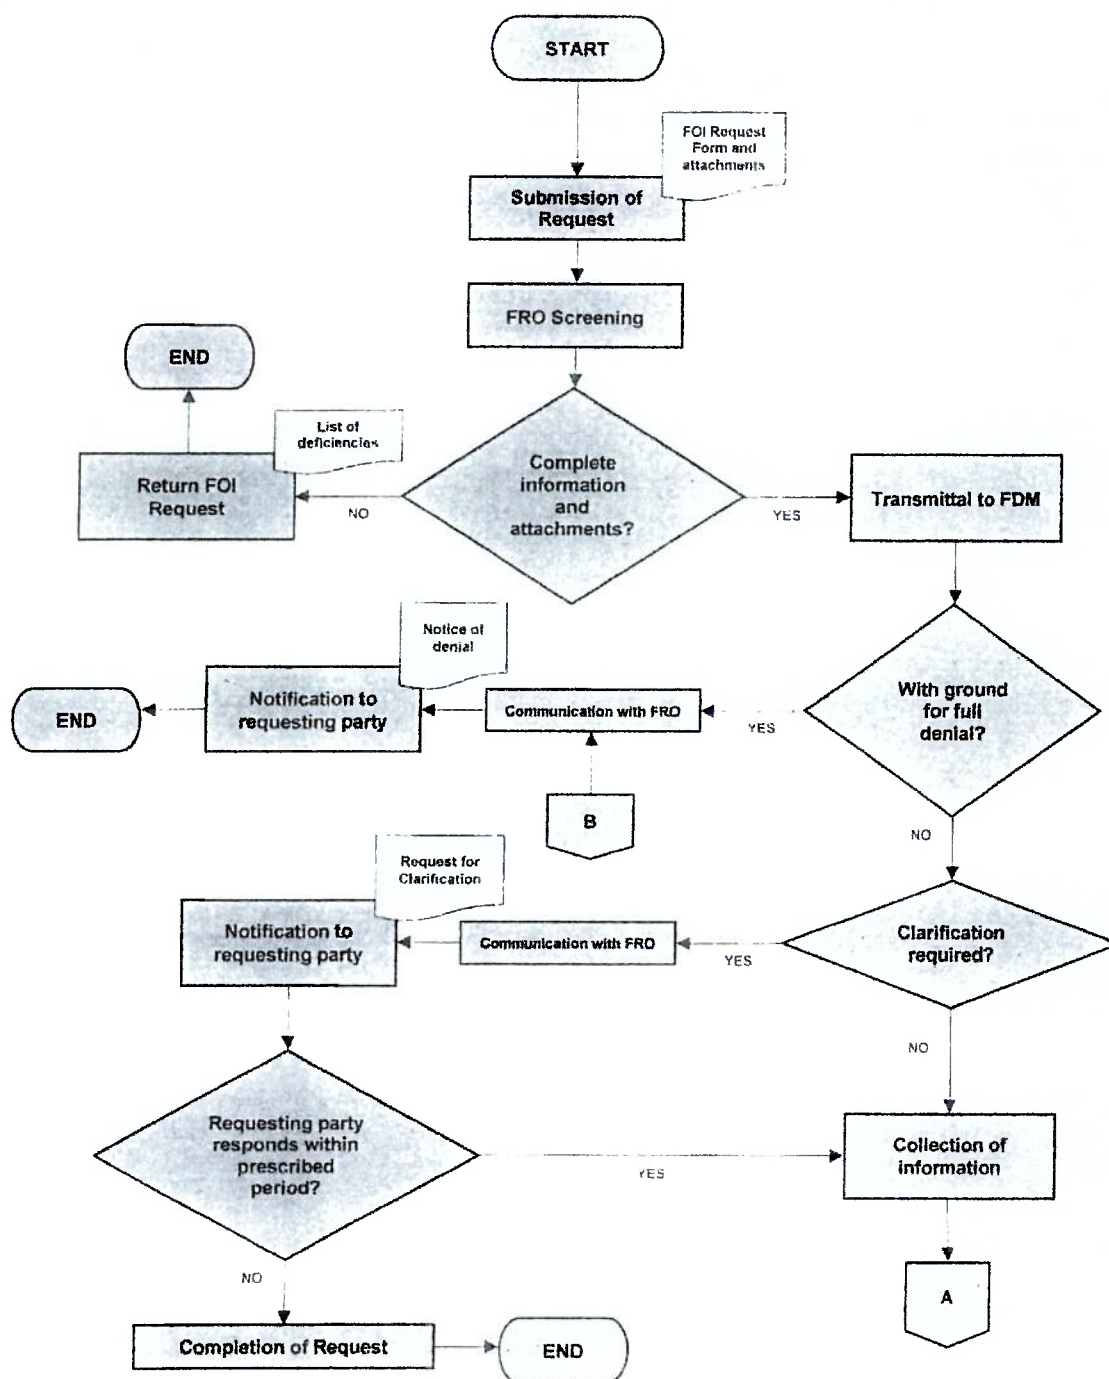 START
FOI Request
Form and
attachments
Submission of
Request
FRO Screening
END
List of
deficiencies
Return FOI
Request
NO
Complete
information
and
attachments?
YES
Transmittal to FDM
Notice of
denial
END
Notification to
requesting party
Communication with FRO
YES
With ground
for full
denial?
B
NO
Request for
Clarification
Notification to
requesting party
Communication with FRO
YES
Clarification
required?
NO
Requesting party
responds within
prescribed
period?
YES
Collection of
information
NO
A
Completion of Request
END